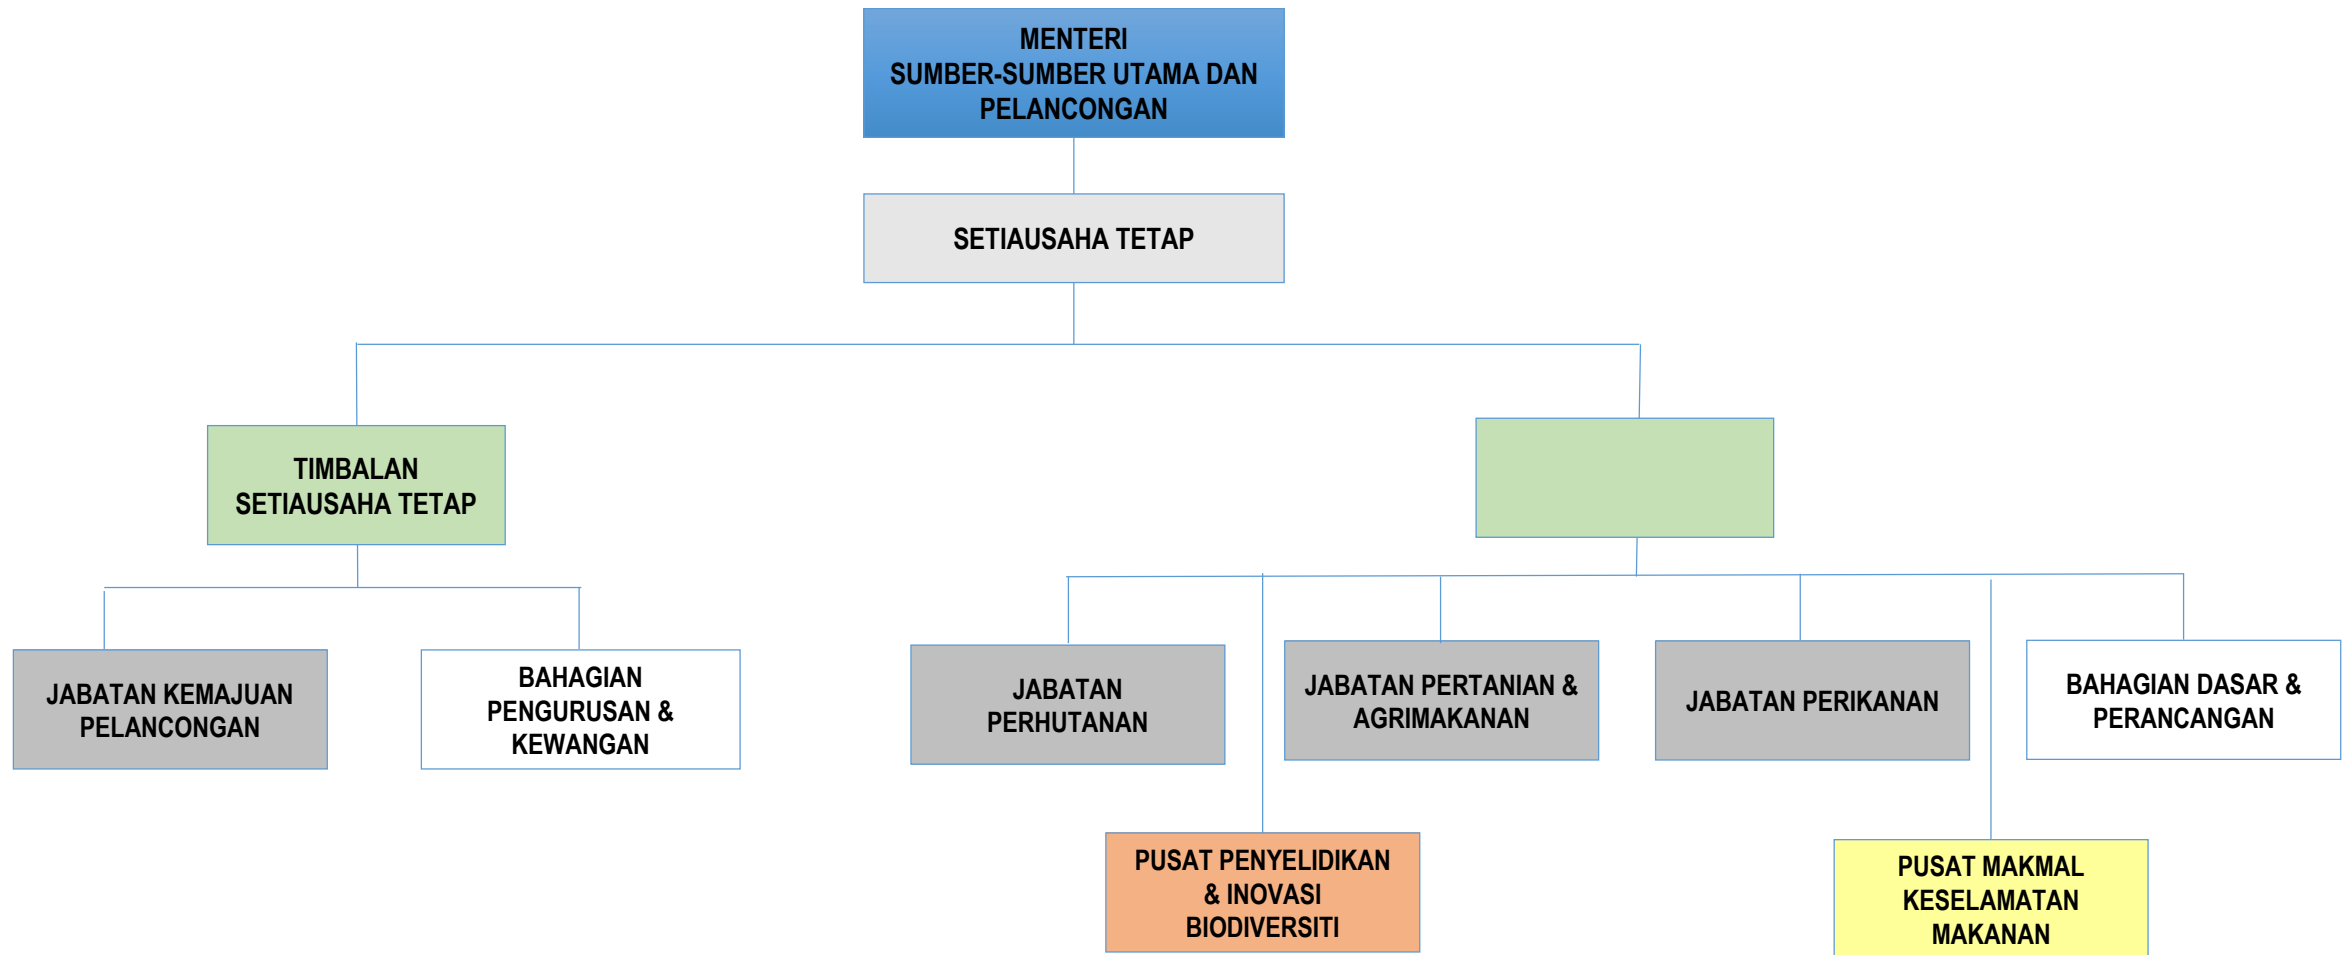 MENTERI
SUMBER-SUMBER UTAMA DAN
PELANCONGAN
SETIAUSAHA TETAP
TIMBALAN
SETIAUSAHA TETAP
JABATAN KEMAJUAN
PELANCONGAN
BAHAGIAN
PENGURUSAN &
KEWANGAN
JABATAN
PERHUTANAN
JABATAN PERTANIAN &
AGRIMAKANAN
JABATAN PERIKANAN
BAHAGIAN DASAR &
PERANCANGAN
PUSAT PENYELIDIKAN
& INOVASI
BIODIVERSITI
PUSAT MAKMAL
KESELAMATAN
MAKANAN